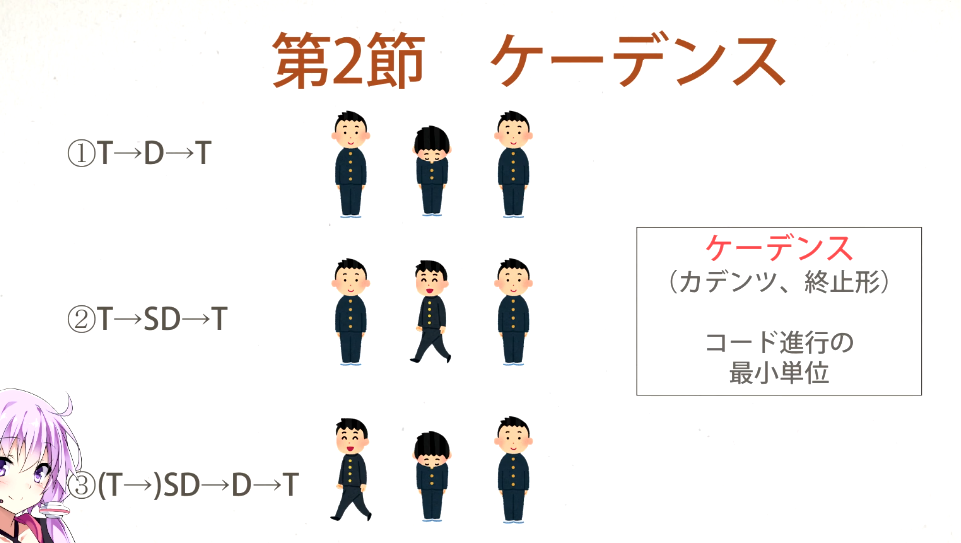 第2節　ケーデンス
①T→D→T
②T→SD→T
③(T→)SD→D→T
ケーデンス
（カデンツ、終止形）
コード進行の
最小単位